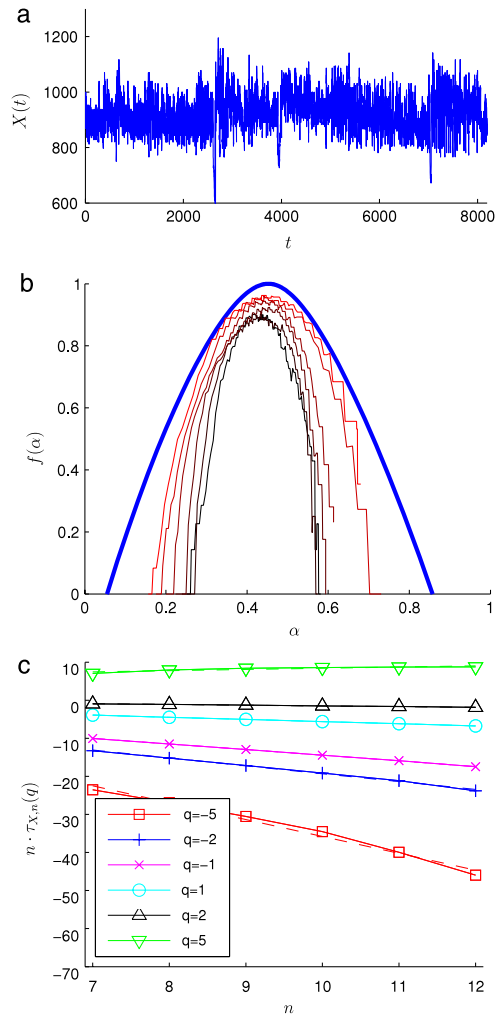 a
1200
1000
800
600
X(t)
0 2000 4000 6000 8000
t
b
1
0.8
0.6
0.4
0.2
0
f(α)
0 0.2 0.4 0.6 0.8 1
α
c
10
0
−10
−20
−30
−40
−50
−60
−70
n · τX,n(q)
q=−5
q=−2
q=−1
q=1
q=2
q=5
7 8 9 10 11 12
n